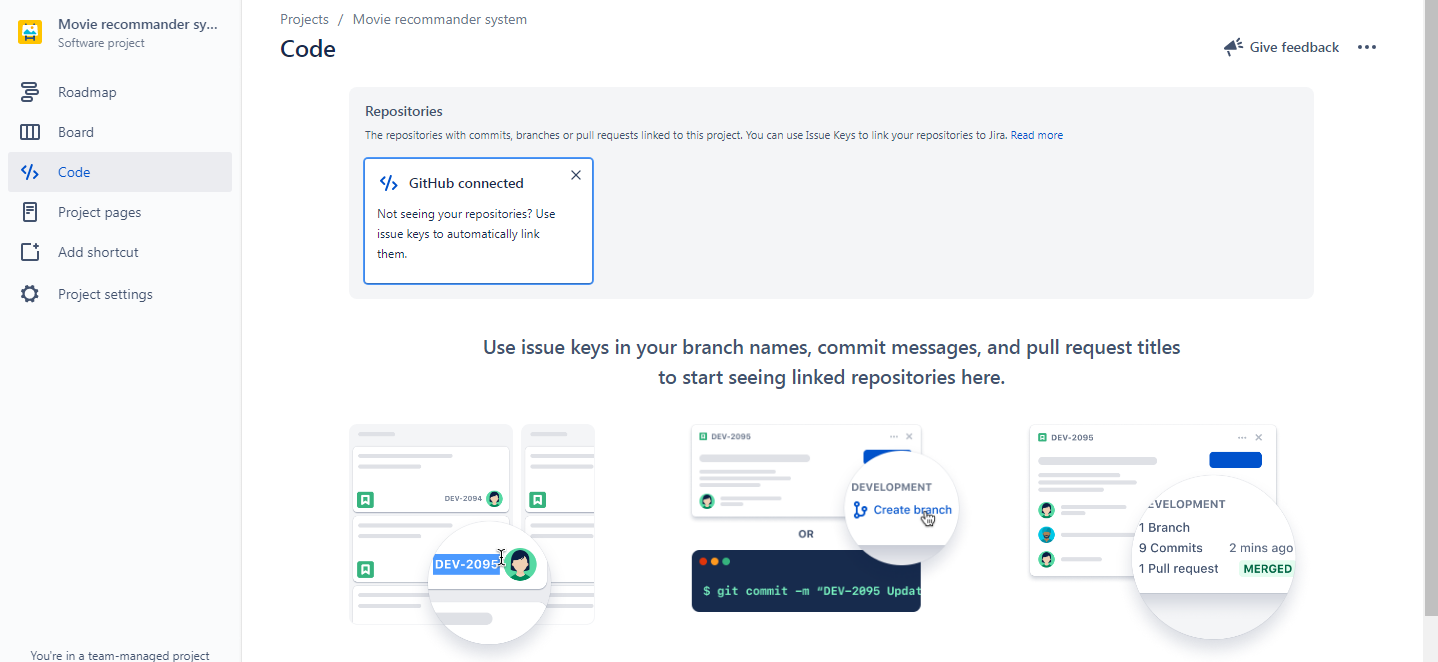 Movie recommander sy...
Software project
Roadmap
Board
Code
Project pages
Add shortcut
Project settings
You're in a team-managed project
Projects / Movie recommander system
Code
Give feedback
Repositories
The repositories with commits, branches or pull requests linked to this project. You can use Issue Keys to link your repositories to Jira. Read more
GitHub connected
Not seeing your repositories? Use
issue keys to automatically link
them.
Use issue keys in your branch names, commit messages, and pull request titles
to start seeing linked repositories here.
DEV-2094
DEV-2095
DEV-2095
DEVELOPMENT
Create branch
OR
$ git commit -m “DEV-2095 Updat
DEV-2095
EVELOPMENT
1 Branch
9 Commits 2 mins ago
1 Pull request MERGED